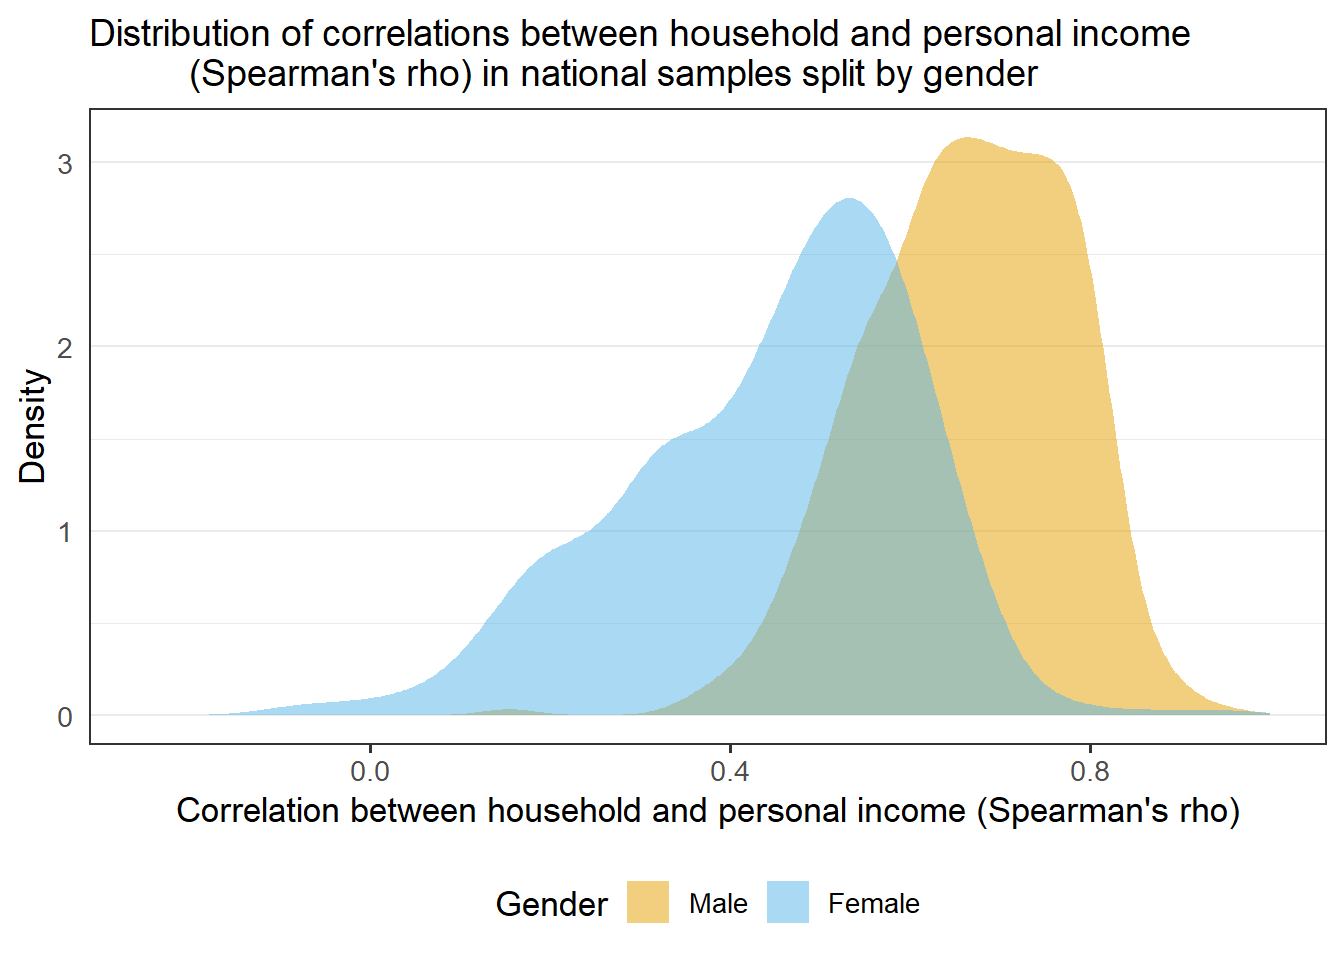 Distribution of correlations between household and personal income
(Spearman's rho) in national samples split by gender
3
2
1
0
Density
0.0 0.4 0.8
Correlation between household and personal income (Spearman's rho)
Gender Male Female